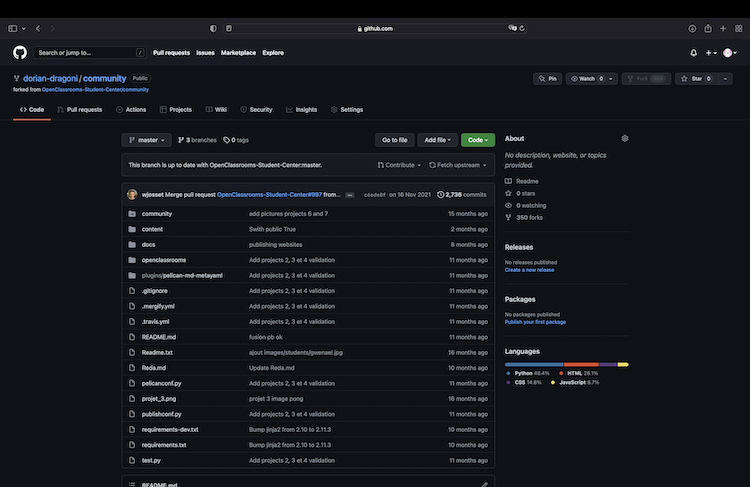 github.com
Search or jump to... /
Pull requests Issues Marketplace Explore
dorian-dragoni/community Public
forked from OpenClassrooms-Student-Center/community
Pin Watch 0 Fork Star 0
Code Pull requests Actions Projects Wiki Security Insights Settings
master 3 branches 0 tags Go to file Add file Code
This branch is up to date with OpenClassrooms-Student-Center:master. Contribute Fetch upstream
wjosset Merge pull request OpenClassrooms-Student-Center#997 from... on 16 Nov 2021 2,736 commits
community add pictures projects 6 and 7 15 months ago
content Swith public True 2 months ago
docs publishing websites 8 months ago
openclassrooms Add projects 2, 3 et 4 validation 11 months ago
plugins/pelican-md-metayaml Add projects 2, 3 et 4 validation 11 months ago
.gitignore Add projects 2, 3 et 4 validation 11 months ago
.mergify.yml Add projects 2, 3 et 4 validation 11 months ago
.travis.yml Add projects 2, 3 et 4 validation 11 months ago
README.md fusion pb ok 11 months ago
Readme.txt ajout images/students/gwenael.jpg 16 months ago
Reda.md Update Reda.md 10 months ago
pelicanconf.py Add projects 2, 3 et 4 validation 11 months ago
projet_3.png projet 3 image pong 16 months ago
publishconf.py Add projects 2, 3 et 4 validation 11 months ago
requirements-dev.txt Bump jinja2 from 2.10 to 2.11.3 10 months ago
requirements.txt Bump jinja2 from 2.10 to 2.11.3 10 months ago
test.py Add projects 2, 3 et 4 validation 11 months ago
README.md
About
No description, website, or topics
provided.
Readme
0 stars
0 watching
350 forks
Releases
No releases published
Create a new release
Packages
No packages published
Publish your first package
Languages
Python 48.4% HTML 28.1%
CSS 14.8% JavaScript 8.7%